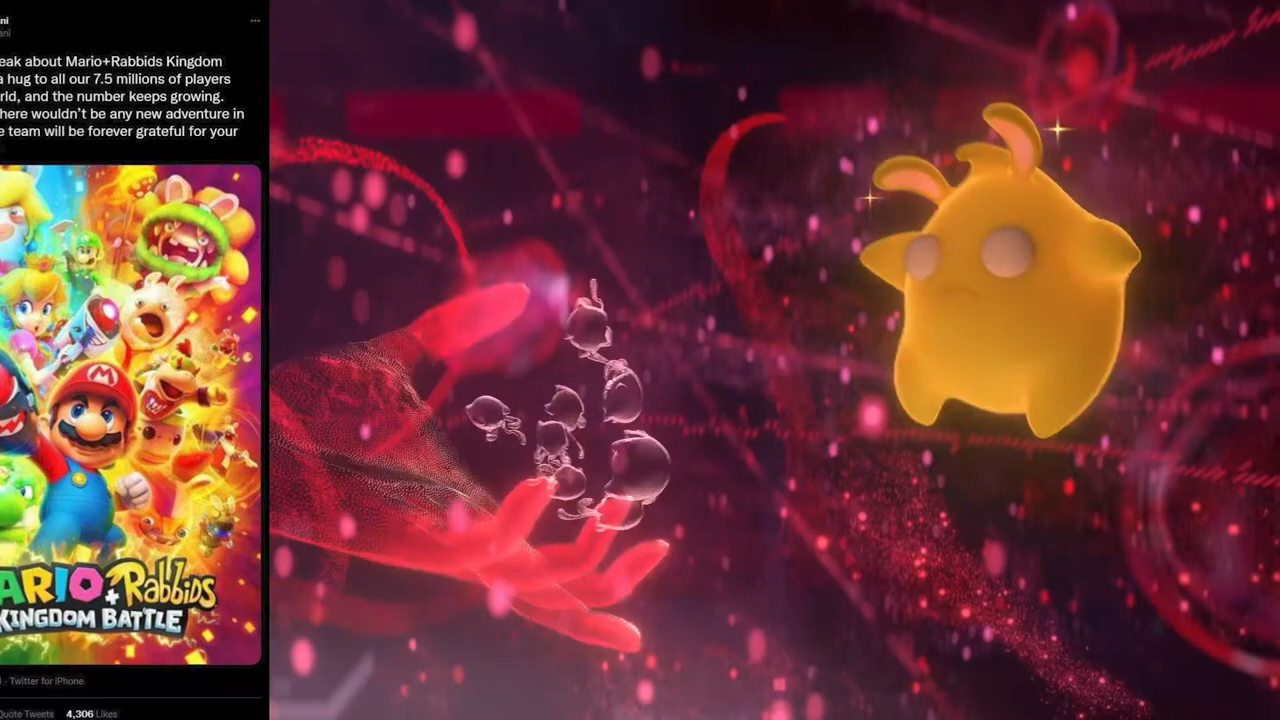 ni
ani
eak about Mario+Rabbids Kingdom
a hug to all our 7.5 millions of players
rld, and the number keeps growing.
here wouldn't be any new adventure in
e team will be forever grateful for your
M
ARIO + Rabbids
KINGDOM BATTLE
· Twitter for iPhone
Quote Tweets 4,306 Likes